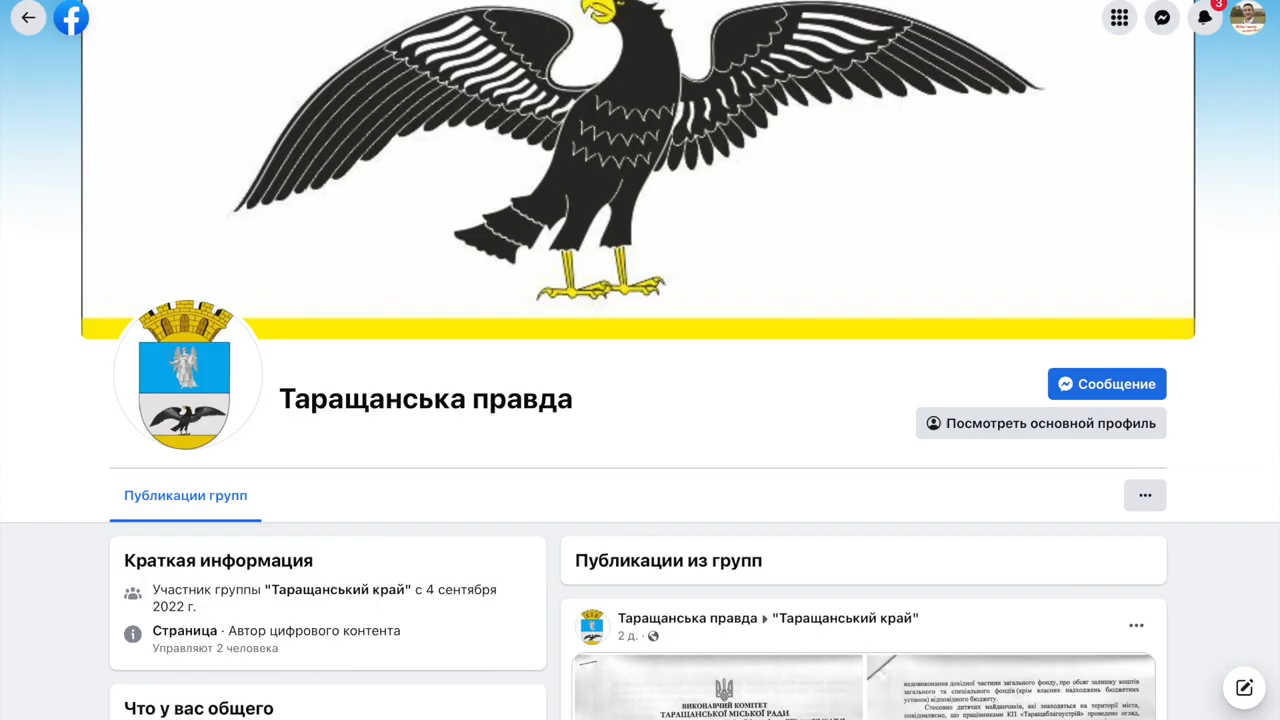 3
Таращанська правда
Сообщение
Посмотреть основной профиль
Публикации групп
Краткая информация
Участник группы "Таращанський край" с 4 сентября
2022 г.
Страница · Автор цифрового контента
Управляют 2 человека
Что у вас общего
Публикации из групп
Таращанська правда ▸ "Таращанський край"
2 д. ·
ВИКОНАВЧИЙ КОМІТЕТ
ТАРАЩАНСЬКОЇ МІСЬКОЇ РАДИ
недовиконання дохідної частини загального фонду, про обсяг залишку коштів
загального та спеціального фондів (крім власних надходжень бюджетних
установ) відповідного бюджету.
Стосовно дитячих майданчиків, які знаходяться на території міста,
повідомляємо, що працівниками КП «Таращаблагоустрій» проведено огляд,